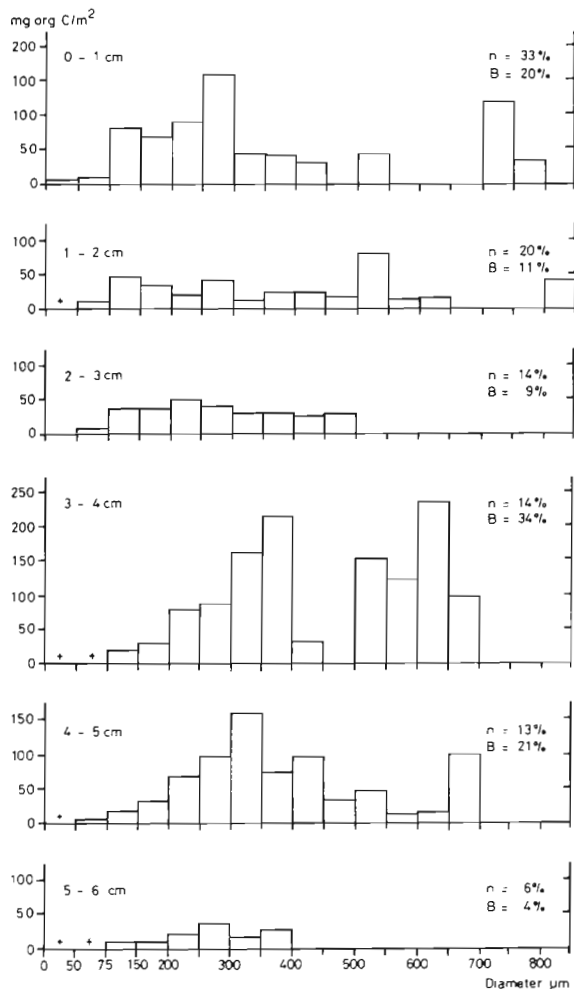 mg org C/m²
200
100
100
50
0
0 - 1 cm
n = 33%
B = 20%
100
50
0
1 - 2 cm
+
n = 20%
B = 11%
100
50
0
2 - 3 cm
n = 14%
B = 9%
250
200
150
100
50
0
3 - 4 cm
+ +
n = 14%
B = 34%
150
100
50
0
4 - 5 cm
+
n = 13%
B = 21%
100
50
0
5 - 6 cm
+ +
n = 6%
B = 4%
0 50 75 150 200 300 400 500 600 700 800
Diameter µm